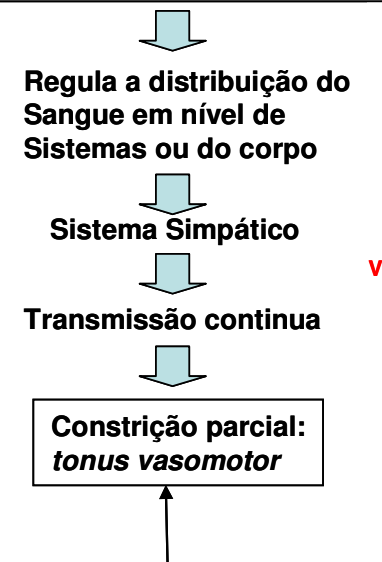 Regula a distribuição do
Sangue em nível de
Sistemas ou do corpo
Sistema Simpático
v
Transmissão continua
Constrição parcial:
tonus vasomotor